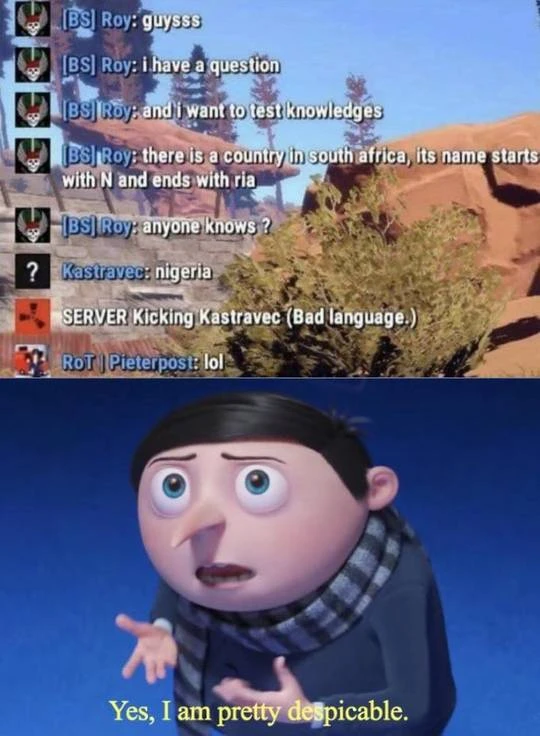 [BS] Roy: guysss
[BS] Roy: i have a question
[BS] Roy: and i want to test knowledges
[BS] Roy: there is a country in south africa, its name starts
with N and ends with ria
[BS] Roy: anyone knows ?
? Kastravec: nigeria
SERVER Kicking Kastravec (Bad language.)
RoT | Pieterpost: lol
Yes, I am pretty despicable.